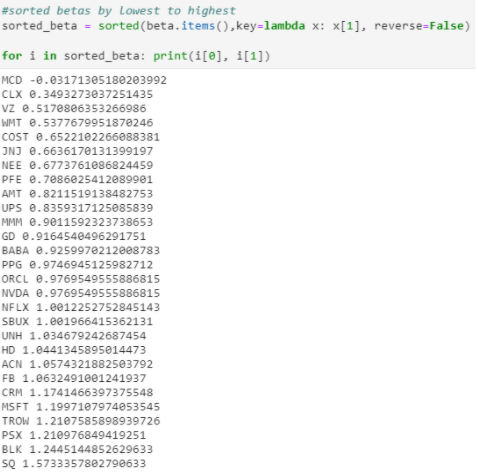 #sorted betas by Lowest to highest
sorted_beta = sorted(beta.items(),key=lambda x: x[1], reverse=False)
for i in sorted_beta: print(i[0], i[1])
MCD -0.03171305180203992
CLX 0.3493273037251435
VZ 0.5170806353266986
WMT 0.5377679951870246
COST 0.6522102266088381
JNJ 0.6636170131399197
NEE 0.6773761086824459
PFE 0.7086025412089901
AMT 0.8211519138482753
UPS 0.8359317125085839
MMM 0.9011592323738653
GD 0.9164540496291751
BABA 0.9259970212008783
PPG 0.9746945125982712
ORCL 0.9769549555886815
NVDA 0.9769549555886815
NFLX 1.0012252752845143
SBUX 1.001966415362131
UNH 1.034679242687454
HD 1.0441345895014473
ACN 1.0574321882503792
FB 1.0632491001241937
CRM 1.1741466397375548
MSFT 1.1997107974053545
TROW 1.2107585898939726
PSX 1.210976849419251
BLK 1.2445144852629633
SQ 1.5733357802790633